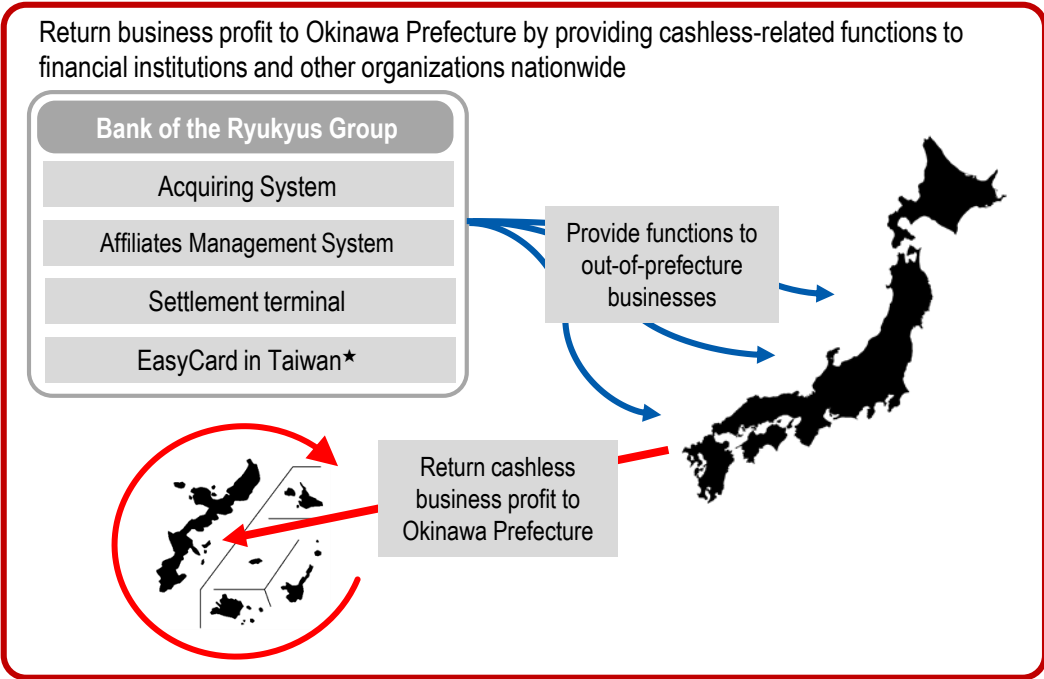 Return business profit to Okinawa Prefecture by providing cashless-related functions to
financial institutions and other organizations nationwide
Bank of the Ryukyus Group
Acquiring System
Affiliates Management System
Settlement terminal
EasyCard in Taiwan★
Provide functions to
out-of-prefecture
businesses
Return cashless
business profit to
Okinawa Prefecture